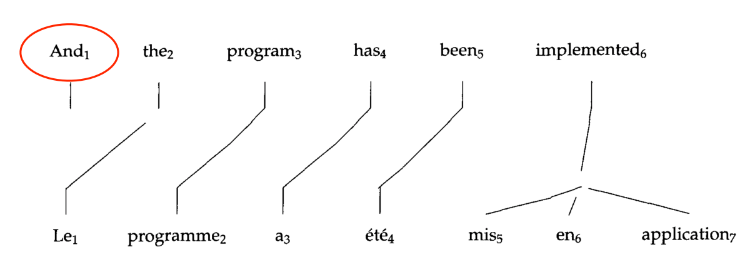 And₁ the₂ program₃ has₄ been₅ implemented₆
Le₁ programme₂ a₃ été₄ mis₅ en₆ application₇